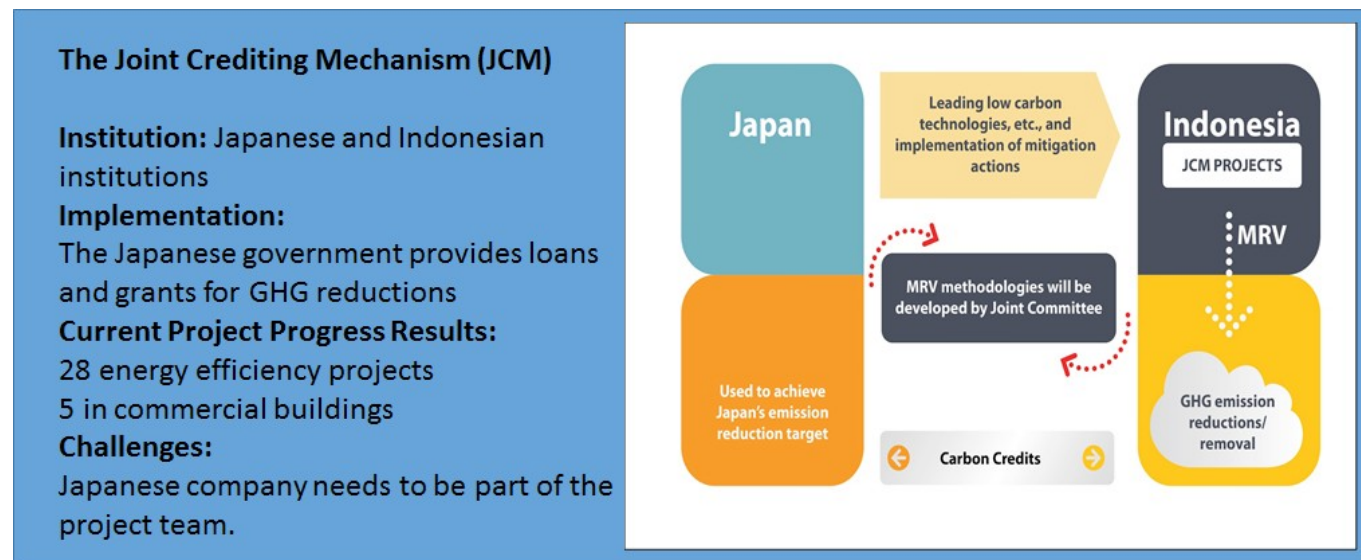 The Joint Crediting Mechanism (JCM)
Institution: Japanese and Indonesian
institutions
Implementation:
The Japanese government provides loans
and grants for GHG reductions
Current Project Progress Results:
28 energy efficiency projects
5 in commercial buildings
Challenges:
Japanese company needs to be part of the
project team.
Japan
Leading low carbon
technologies, etc., and
implementation of mitigation
actions
Indonesia
JCM PROJECTS
MRV
MRV methodologies will be
developed by Joint Committee
Used to achieve
Japan's emission
reduction target
GHG emission
reductions/
removal
Carbon Credits